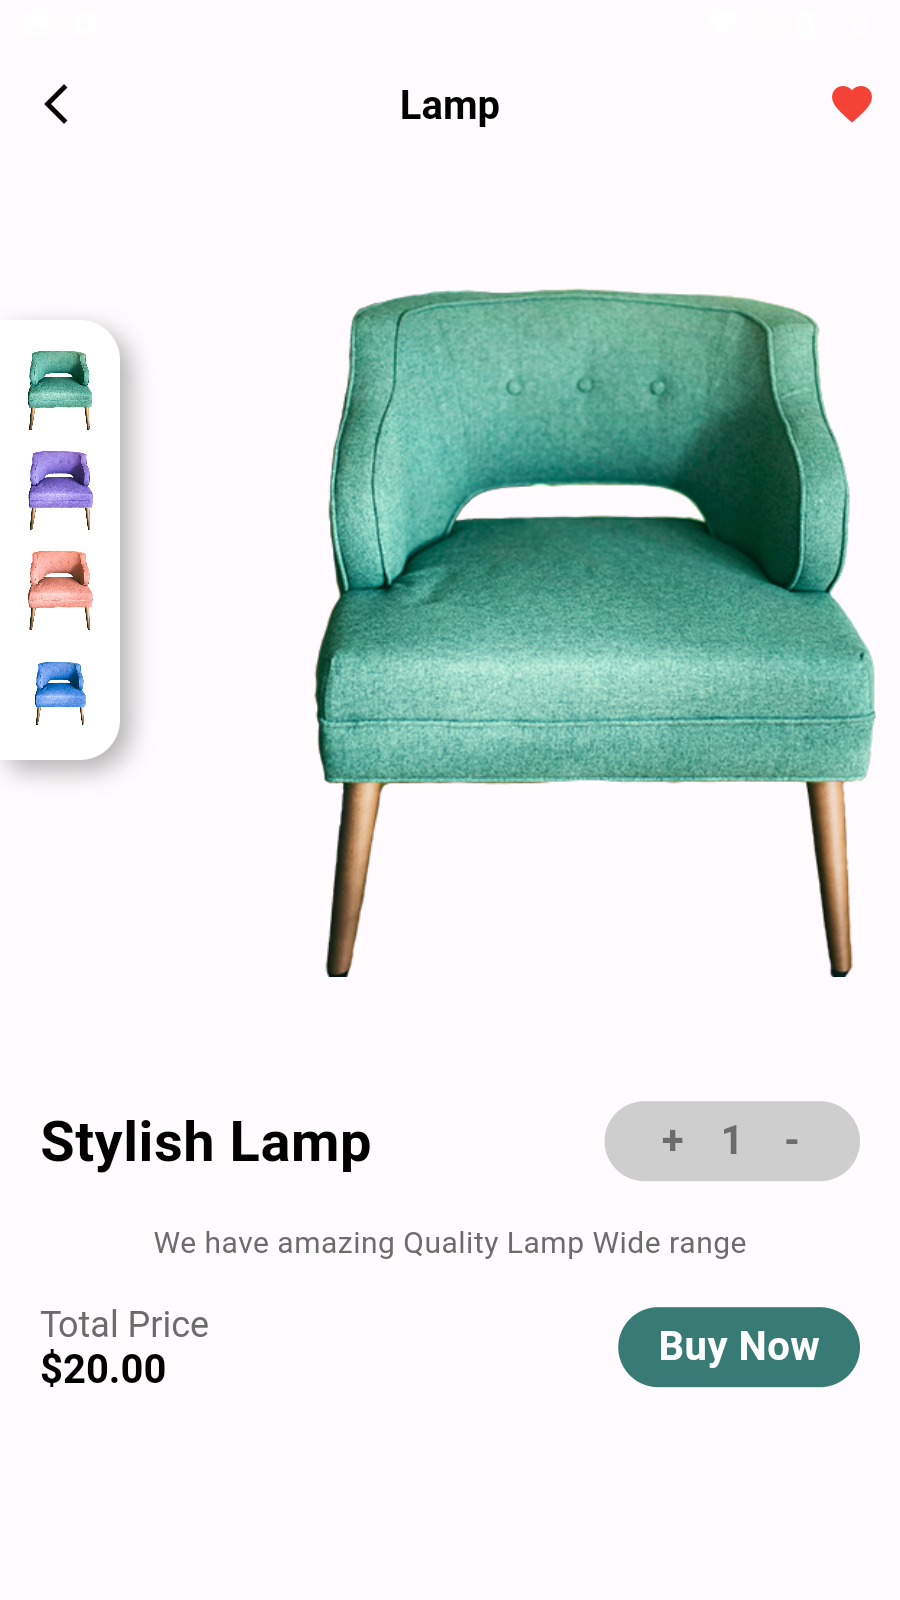 Lamp
Stylish Lamp
+ 1 -
We have amazing Quality Lamp Wide range
Total Price
$20.00
Buy Now